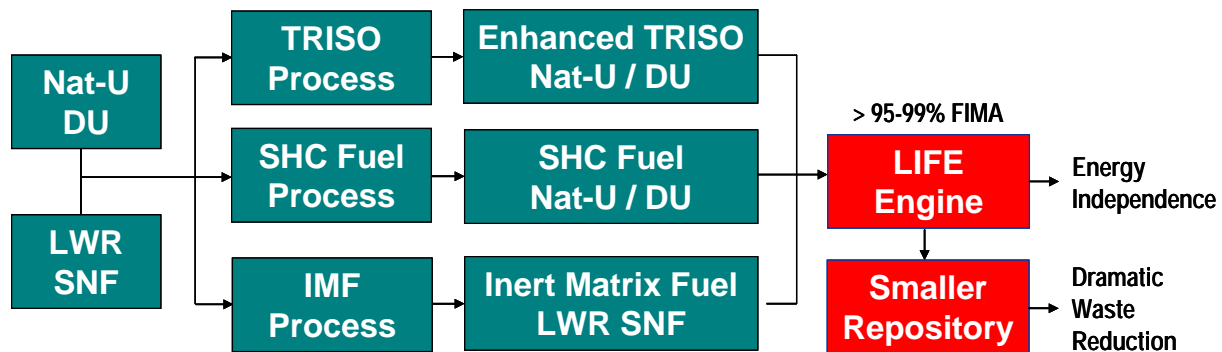 Nat-U
DU
LWR
SNF
TRISO
Process
Enhanced TRISO
Nat-U / DU
SHC Fuel
Process
SHC Fuel
Nat-U / DU
IMF
Process
Inert Matrix Fuel
LWR SNF
> 95-99% FIMA
LIFE
Engine
Energy
Independence
Smaller
Repository
Dramatic
Waste
Reduction